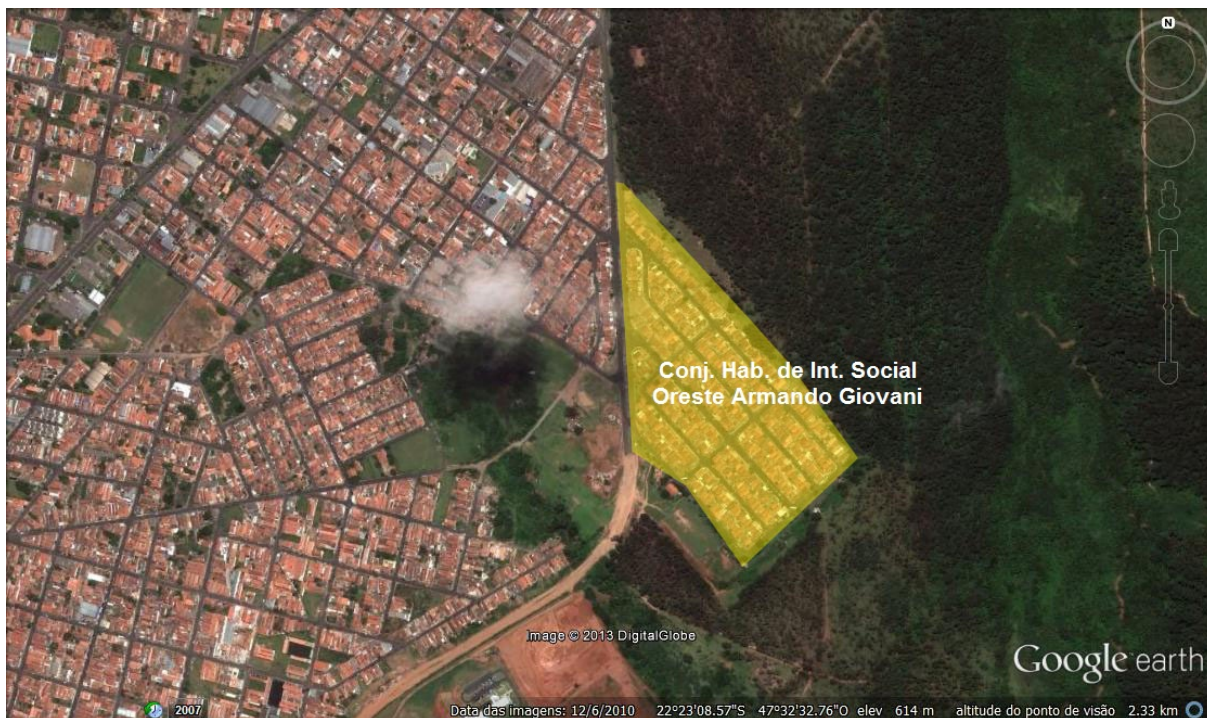 N
Conj. Hab. de Int. Social
Oreste Armando Giovani
Image © 2013 DigitalGlobe
Google earth
2007
Data das imagens: 12/6/2010 22°23'08.57"S 47°32'32.76"O elev 614 m altitude do ponto de visão 2.33 km